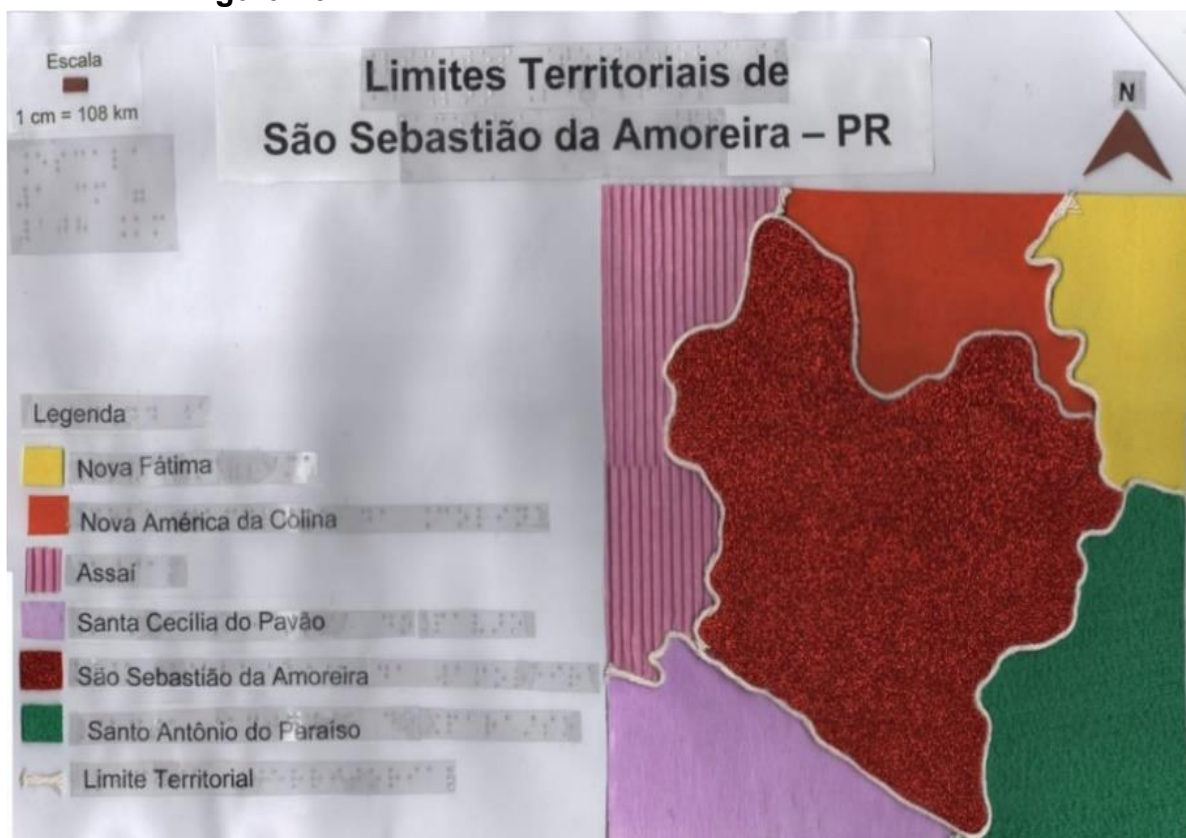 Escala
1 cm = 108 km
Limites Territoriais de
São Sebastião da Amoreira – PR
N
Legenda
Nova Fátima
Nova América da Colina
Assaí
Santa Cecília do Pavão
São Sebastião da Amoreira
Santo Antônio do Paraíso
Limite Territorial